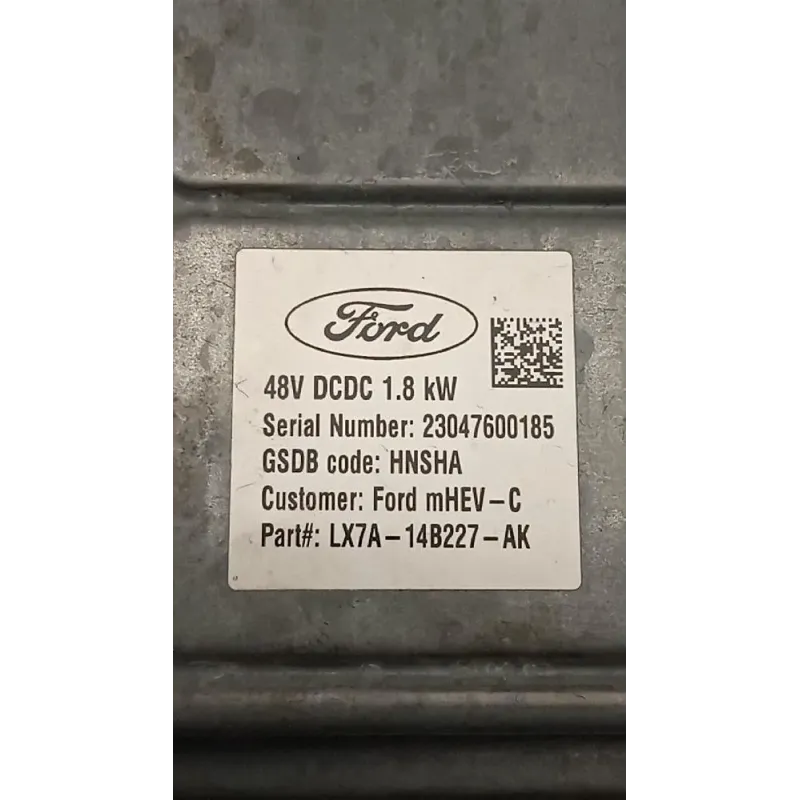 Ford
48V DCDC 1.8 kW
Serial Number: 23047600185
GSDB code: HNSHA
Customer: Ford mHEV-C
Part#: LX7A-14B227-AK